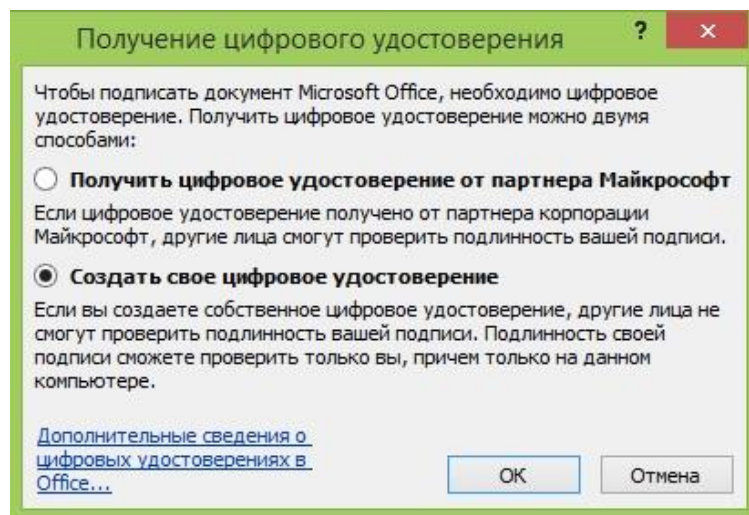 Получение цифрового удостоверения
? ×
Чтобы подписать документ Microsoft Office, необходимо цифровое
удостоверение. Получить цифровое удостоверение можно двумя
способами:
Получить цифровое удостоверение от партнера Майкрософт
Если цифровое удостоверение получено от партнера корпорации
Майкрософт, другие лица смогут проверить подлинность вашей подписи.
Создать свое цифровое удостоверение
Если вы создаете собственное цифровое удостоверение, другие лица не
смогут проверить подлинность вашей подписи. Подлинность своей
подписи сможете проверить только вы, причем только на данном
компьютере.
Дополнительные сведения о
цифровых удостоверениях в
Office...
ОК
Отмена